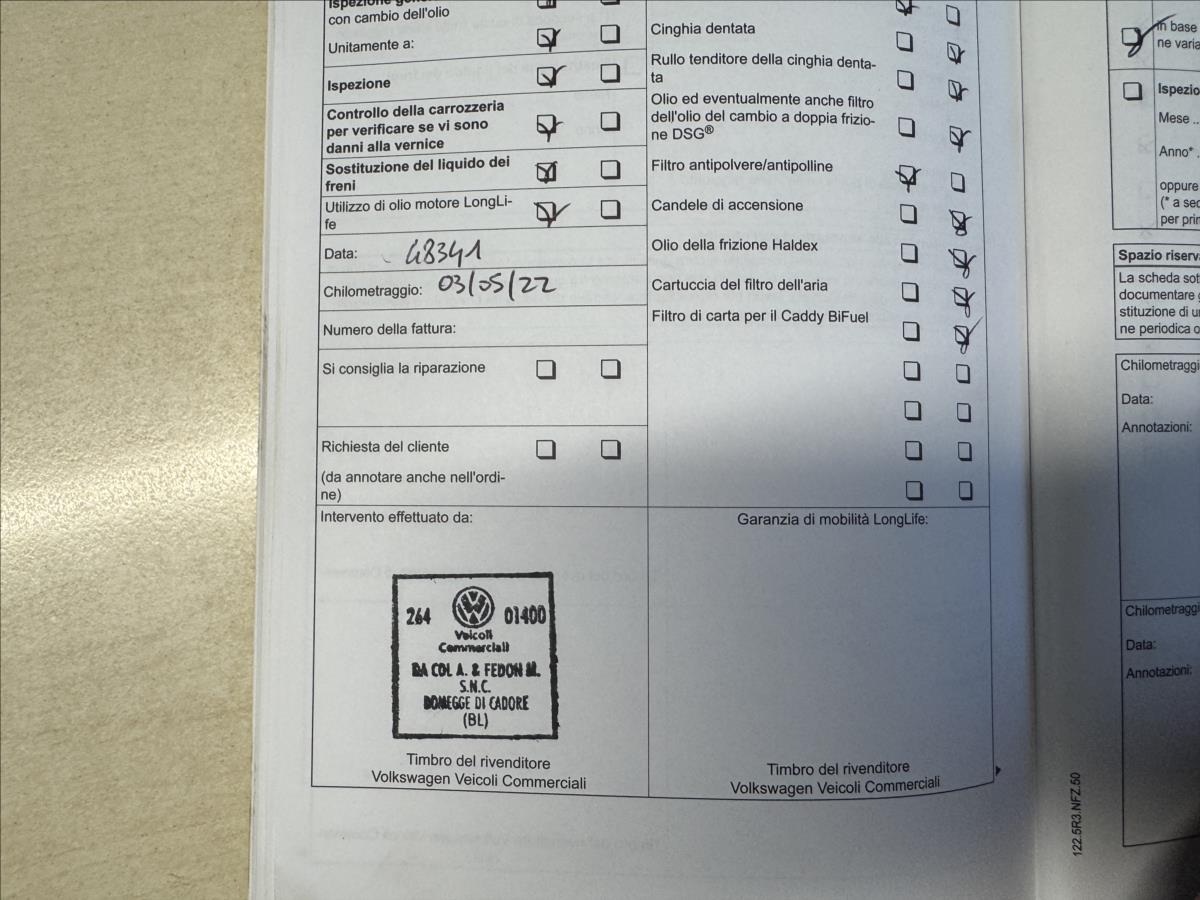 Ispezione
con cambio dell'olio
Unitamente a:
Ispezione
Controllo della carrozzeria
per verificare se vi sono
danni alla vernice
Sostituzione del liquido dei
freni
Utilizzo di olio motore LongLi-
fe
Data: 48341
Chilometraggio: 03/05/22
Numero della fattura:
Si consiglia la riparazione
Richiesta del cliente
(da annotare anche nell'ordi-
ne)
Intervento effettuato da:
264 01400
Veicoli
Commerciali
DA COL A. & FEDON M.
S.N.C.
DOMEGGE DI CADORE
(BL)
Timbro del rivenditore
Volkswagen Veicoli Commerciali
Cinghia dentata
Rullo tenditore della cinghia denta-
ta
Olio ed eventualmente anche filtro
dell'olio del cambio a doppia frizio-
ne DSG®
Filtro antipolvere/antipolline
Candele di accensione
Olio della frizione Haldex
Cartuccia del filtro dell'aria
Filtro di carta per il Caddy BiFuel
Garanzia di mobilità LongLife:
Timbro del rivenditore
Volkswagen Veicoli Commerciali
122.5R3.NFZ.50
in base
ne varia
Ispezio
Mese ..
Anno* .
oppure
(* a sec
per prin
Spazio riserva
La scheda sott
documentare
stituzione di u
ne periodica o
Chilometraggi
Data:
Annotazioni:
Chilometraggi
Data:
Annotazioni: